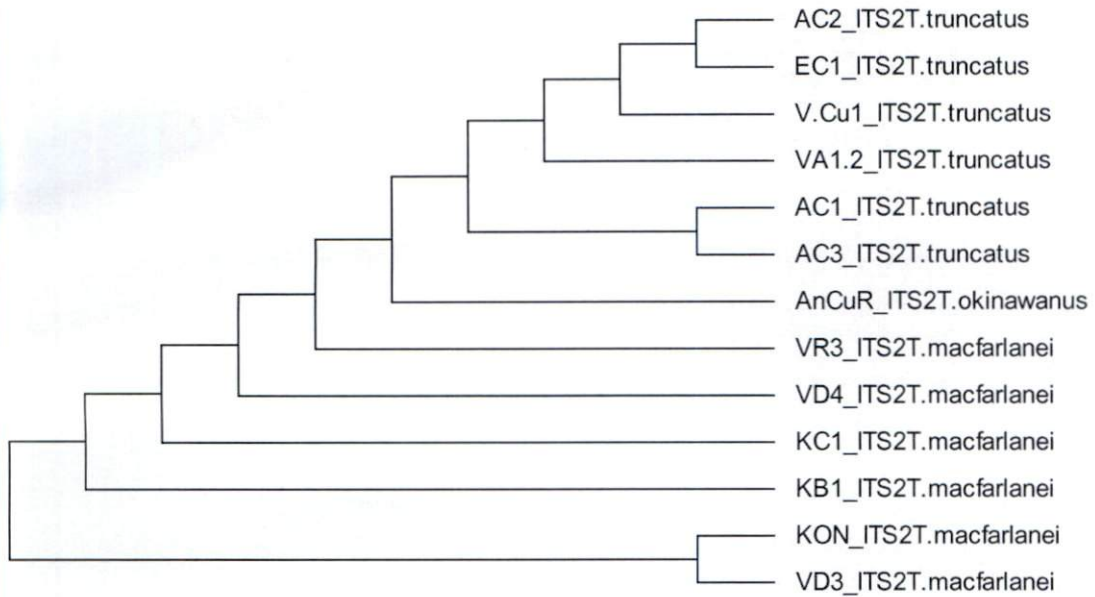 AC2_ITS2T.truncatus
EC1_ITS2T.truncatus
V.Cu1_ITS2T.truncatus
VA1.2_ITS2T.truncatus
AC1_ITS2T.truncatus
AC3_ITS2T.truncatus
AnCuR_ITS2T.okinawanus
VR3_ITS2T.macfarlanei
VD4_ITS2T.macfarlanei
KC1_ITS2T.macfarlanei
KB1_ITS2T.macfarlanei
KON_ITS2T.macfarlanei
VD3_ITS2T.macfarlanei